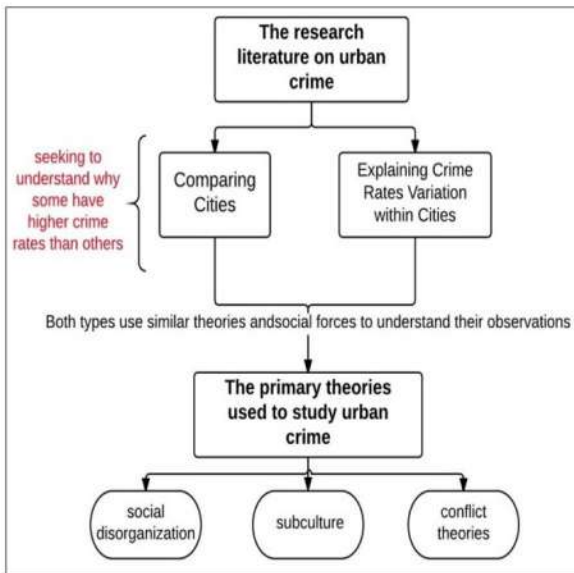 The research
literature on urban
crime
seeking to
understand why
some have
higher crime
rates than others
Comparing
Cities
Explaining Crime
Rates Variation
within Cities
Both types use similar theories andsocial forces to understand their observations
The primary theories
used to study urban
crime
social
disorganization
subculture
conflict
theories